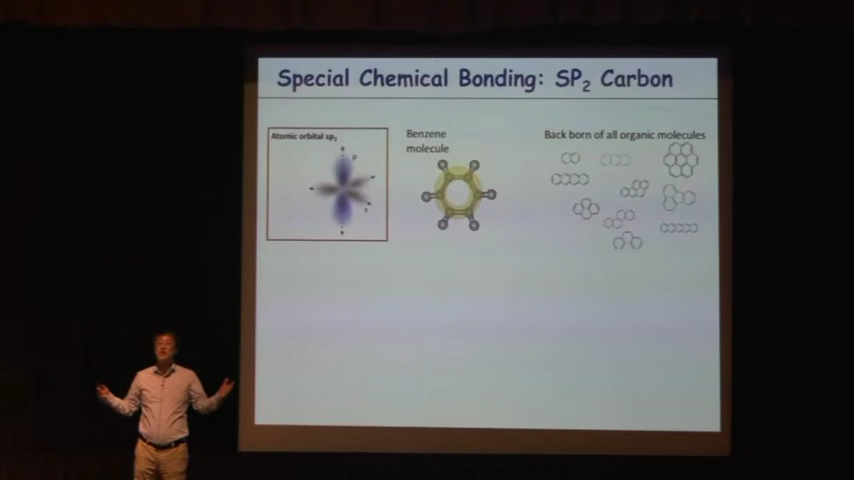 Special Chemical Bonding: SP₂ Carbon
Atomic orbital sp₂
Benzene
molecule
Back born of all organic molecules